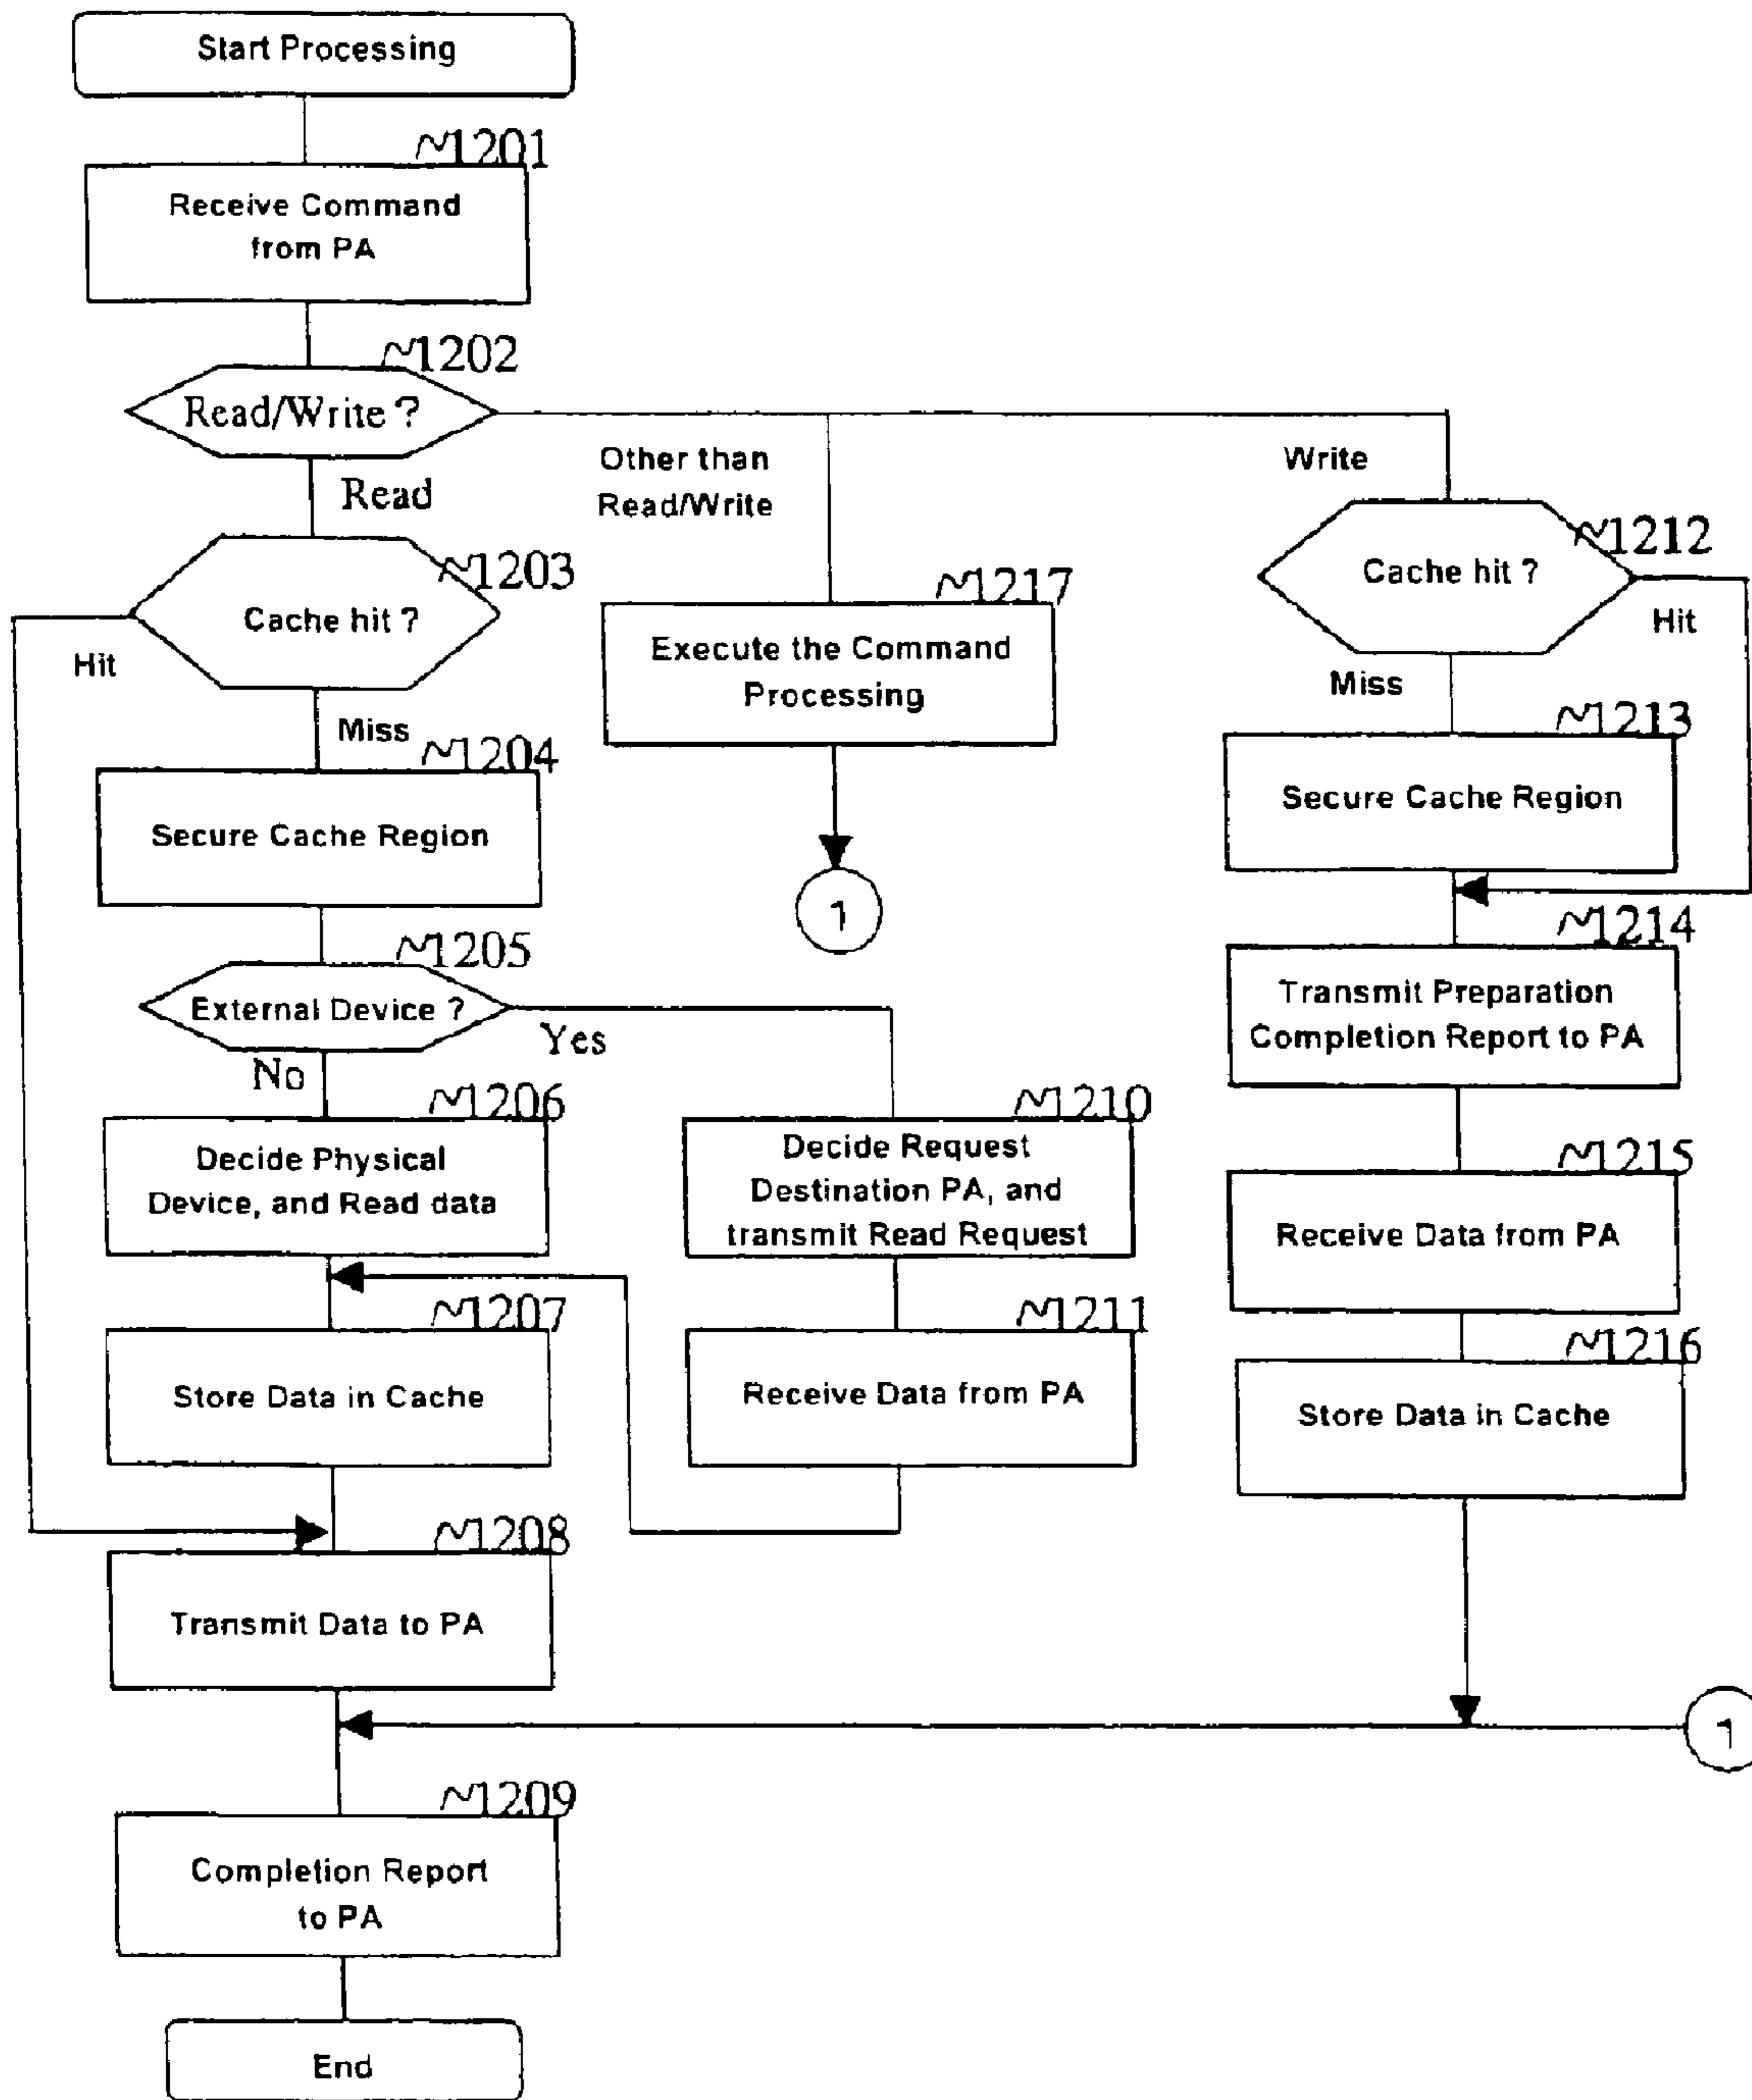 Start Processing
~1201
Receive Command
from PA
~1202
Read/Write ?
Read
Other than
Read/Write
Write
~1203
Cache hit ?
Hit
Miss
~1212
Cache hit ?
Hit
Miss
~1217
Execute the Command
Processing
1
~1204
Secure Cache Region
~1213
Secure Cache Region
~1205
External Device ?
Yes
No
~1214
Transmit Preparation
Completion Report to PA
~1206
Decide Physical
Device, and Read data
~1210
Decide Request
Destination PA, and
transmit Read Request
~1215
Receive Data from PA
~1207
Store Data in Cache
~1211
Receive Data from PA
~1216
Store Data in Cache
~1208
Transmit Data to PA
1
~1209
Completion Report
to PA
End